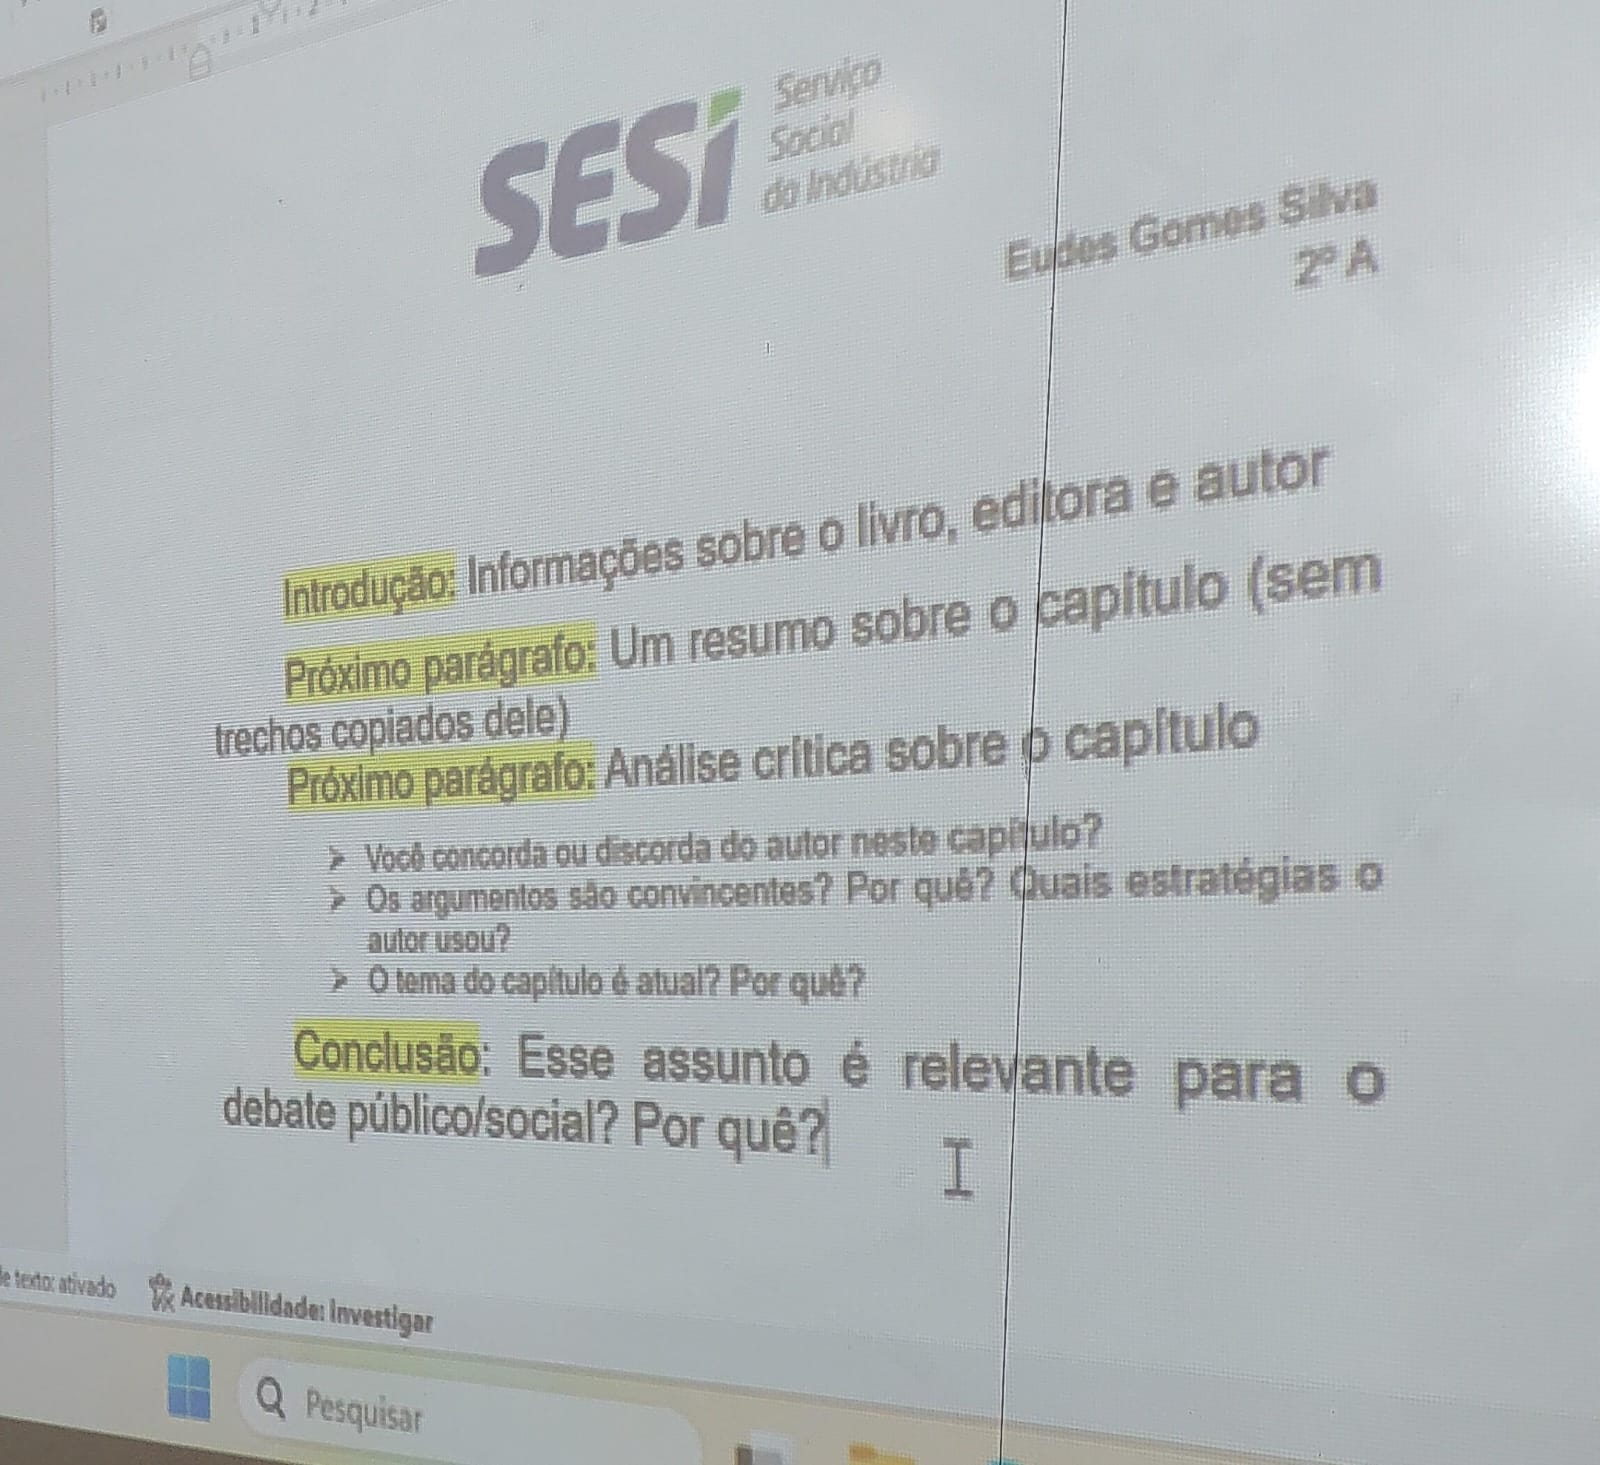 SESI
Serviço
Social
da Indústria
Eudes Gomes Silva
2º A
Introdução: Informações sobre o livro, editora e autor
Próximo parágrafo: Um resumo sobre o capítulo (sem
trechos copiados dele)
Próximo parágrafo: Análise crítica sobre o capítulo
➢ Você concorda ou discorda do autor neste capítulo?
➢ Os argumentos são convincentes? Por quê? Quais estratégias o
autor usou?
➢ O tema do capítulo é atual? Por quê?
Conclusão: Esse assunto é relevante para o
debate público/social? Por quê?
texto: ativado
Acessibilidade: Investigar
Pesquisar